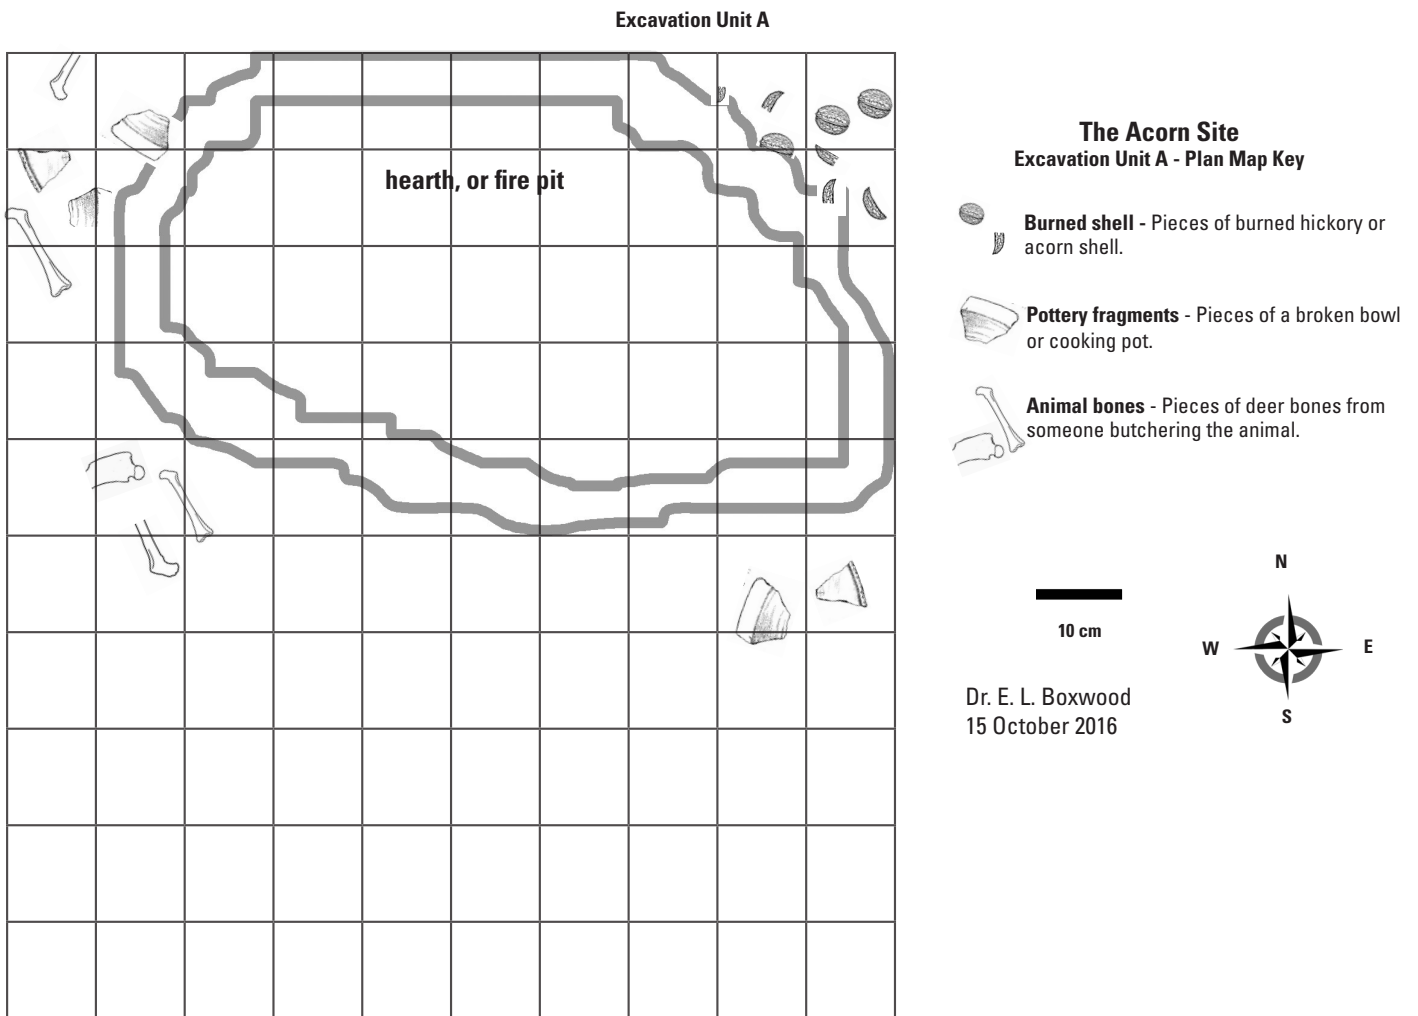 Excavation Unit A
hearth, or fire pit
The Acorn Site
Excavation Unit A - Plan Map Key
Burned shell - Pieces of burned hickory or
acorn shell.
Pottery fragments - Pieces of a broken bowl
or cooking pot.
Animal bones - Pieces of deer bones from
someone butchering the animal.
10 cm
N
W
E
S
Dr. E. L. Boxwood
15 October 2016